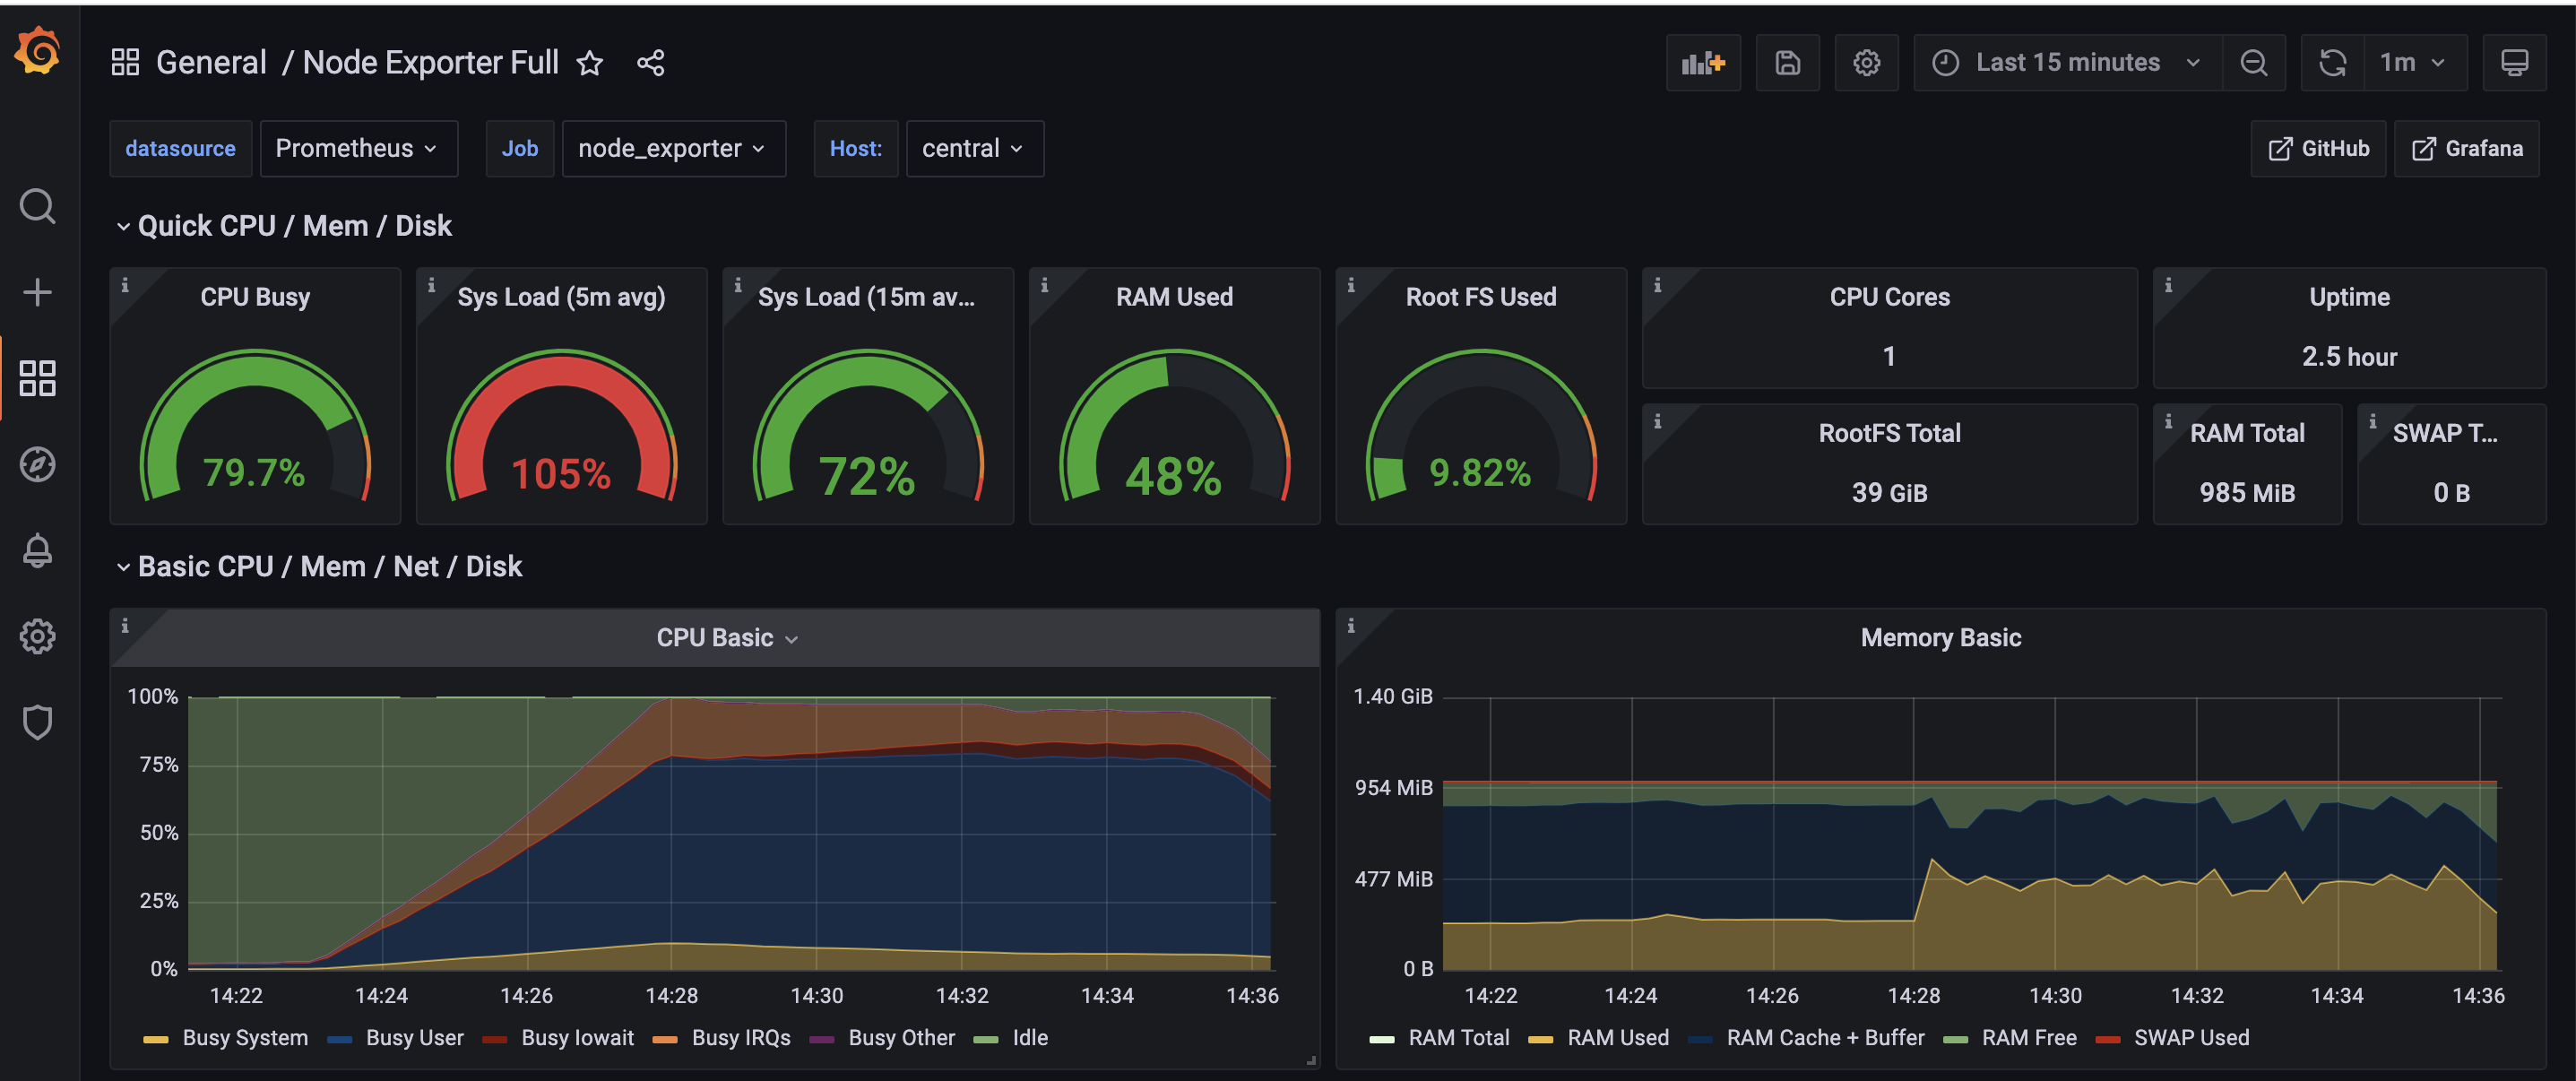 General / Node Exporter Full
Last 15 minutes
1m
datasource Prometheus Job node_exporter Host: central
GitHub Grafana
Quick CPU / Mem / Disk
CPU Busy
79.7%
Sys Load (5m avg)
105%
Sys Load (15m av...
72%
RAM Used
48%
Root FS Used
9.82%
CPU Cores
1
Uptime
2.5 hour
RootFS Total
39 GiB
RAM Total
985 MiB
SWAP T...
0 B
Basic CPU / Mem / Net / Disk
CPU Basic
100%
75%
50%
25%
0%
14:22 14:24 14:26 14:28 14:30 14:32 14:34 14:36
Busy System Busy User Busy Iowait Busy IRQs Busy Other Idle
Memory Basic
1.40 GiB
954 MiB
477 MiB
0 B
14:22 14:24 14:26 14:28 14:30 14:32 14:34 14:36
RAM Total RAM Used RAM Cache + Buffer RAM Free SWAP Used